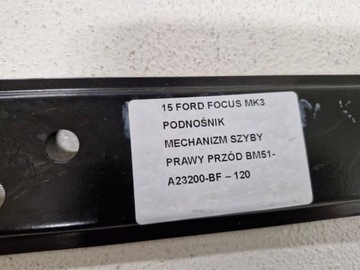 15 FORD FOCUS MK3
PODNOŚNIK
MECHANIZM SZYBY
PRAWY PRZÓD BM51-
A23200-BF – 120